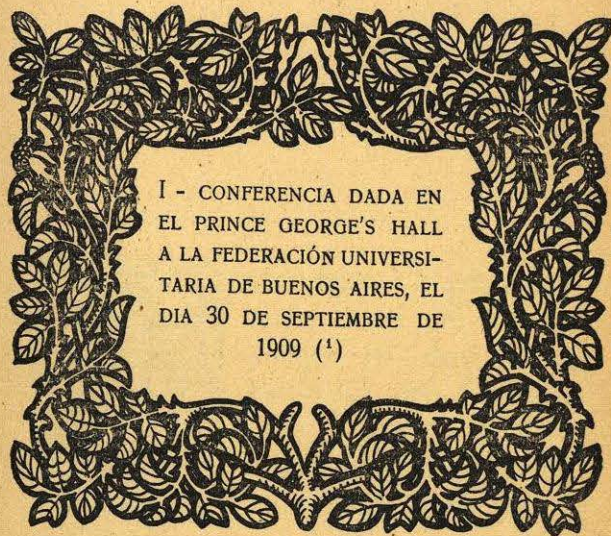 I - CONFERENCIA DADA EN
EL PRINCE GEORGE'S HALL
A LA FEDERACIÓN UNIVERSI-
TARIA DE BUENOS AIRES, EL
DIA 30 DE SEPTIEMBRE DE
1909 (¹)